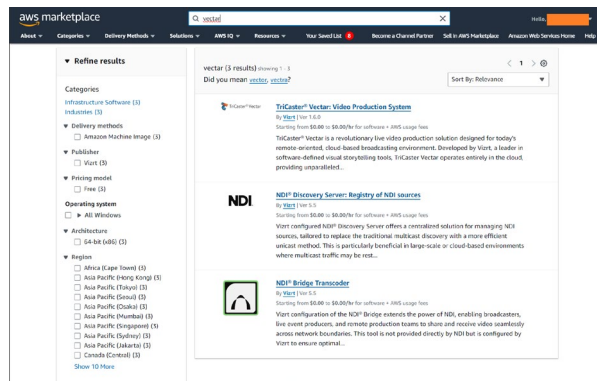 aws marketplace
vectar
Hello,
About
Categories
Delivery Methods
Solutions
AWS IQ
Resources
Your Saved List 8
Become a Channel Partner
Sell in AWS Marketplace
Amazon Web Services Home
Help
Refine results
Categories
Infrastructure Software (3)
Industries (3)
Delivery methods
Amazon Machine Image (3)
Publisher
Vizrt (3)
Pricing model
Free (3)
Operating system
All Windows
Architecture
64-bit (x86) (3)
Region
Africa (Cape Town) (3)
Asia Pacific (Hong Kong) (3)
Asia Pacific (Tokyo) (3)
Asia Pacific (Seoul) (3)
Asia Pacific (Osaka) (3)
Asia Pacific (Mumbai) (3)
Asia Pacific (Singapore) (3)
Asia Pacific (Sydney) (3)
Asia Pacific (Jakarta) (3)
Canada (Central) (3)
Show 10 More
vectar (3 results) showing 1 - 3
Did you mean vector, vectra?
1
Sort By: Relevance
TriCaster® Vectar
TriCaster® Vectar: Video Production System
By Vizrt | Ver 1.6.0
Starting from $0.00 to $0.00/hr for software + AWS usage fees
TriCaster® Vectar is a revolutionary live video production solution designed for today's
remote-oriented, cloud-based broadcasting environment. Developed by Vizrt, a leader in
software-defined visual storytelling tools, TriCaster Vectar operates entirely in the cloud,
providing unparalleled...
NDI
NDI® Discovery Server: Registry of NDI sources
By Vizrt | Ver 5.5
Starting from $0.00 to $0.00/hr for software + AWS usage fees
Vizrt configured NDI® Discovery Server offers a centralized solution for managing NDI
sources, tailored to replace the traditional multicast discovery with a more efficient
unicast method. This is particularly beneficial in large-scale or cloud-based environments
where multicast traffic may be rest...
NDI® Bridge Transcoder
By Vizrt | Ver 5.5
Starting from $0.00 to $0.00/hr for software + AWS usage fees
Vizrt configuration of the NDI® Bridge extends the power of NDI, enabling broadcasters,
live event producers, and remote production teams to share and receive video seamlessly
across network boundaries. This tool is not provided directly by NDI but is configured by
Vizrt to ensure optimal...